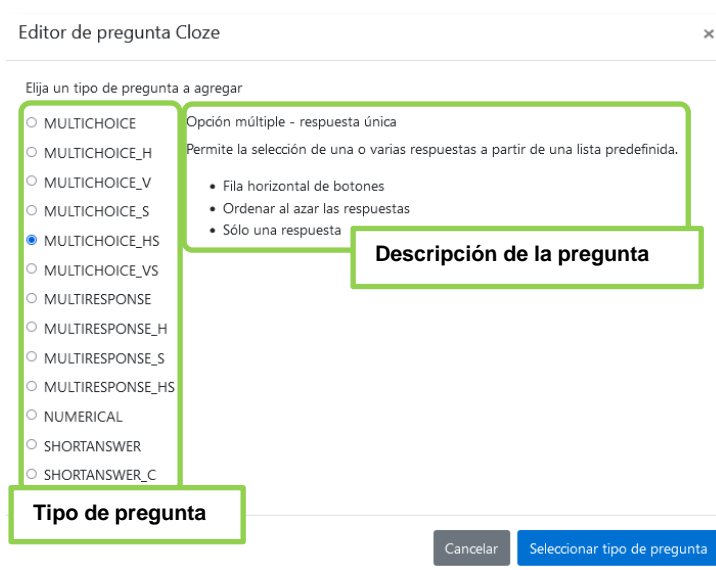 Editor de pregunta Cloze
×
Elija un tipo de pregunta a agregar
MULTICHOICE
MULTICHOICE_H
MULTICHOICE_V
MULTICHOICE_S
MULTICHOICE_HS
MULTICHOICE_VS
MULTIRESPONSE
MULTIRESPONSE_H
MULTIRESPONSE_S
MULTIRESPONSE_HS
NUMERICAL
SHORTANSWER
SHORTANSWER_C
Opción múltiple - respuesta única
Permite la selección de una o varias respuestas a partir de una lista predefinida.
• Fila horizontal de botones
• Ordenar al azar las respuestas
• Sólo una respuesta
Descripción de la pregunta
Tipo de pregunta
Cancelar
Seleccionar tipo de pregunta